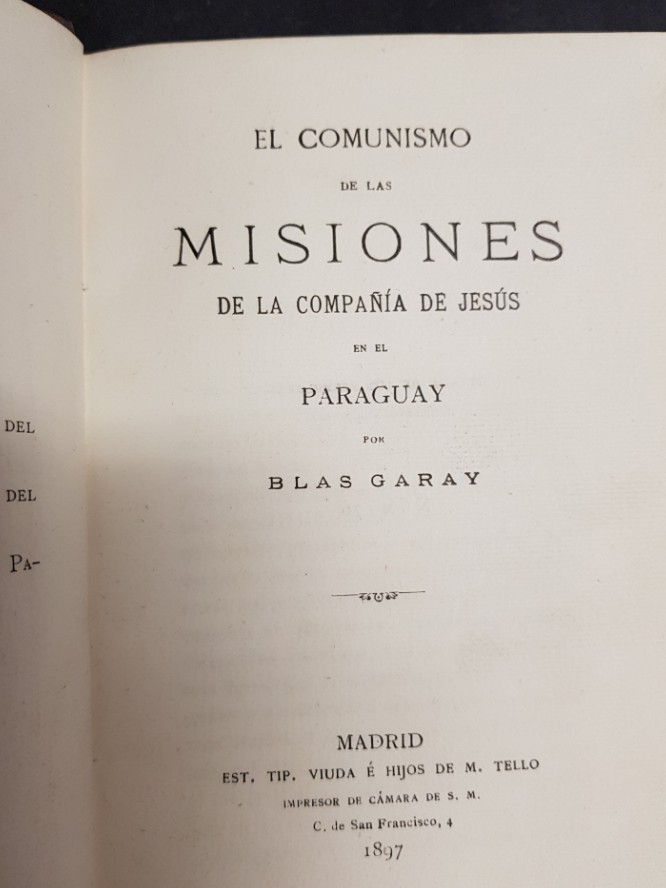 DEL
DEL
PA-
EL COMUNISMO
DE LAS
MISIONES
DE LA COMPAÑÍA DE JESÚS
EN EL
PARAGUAY
POR
BLAS GARAY
MADRID
EST. TIP. VIUDA É HIJOS DE M. TELLO
IMPRESOR DE CÁMARA DE S. M.
C. de San Francisco, 4
1897